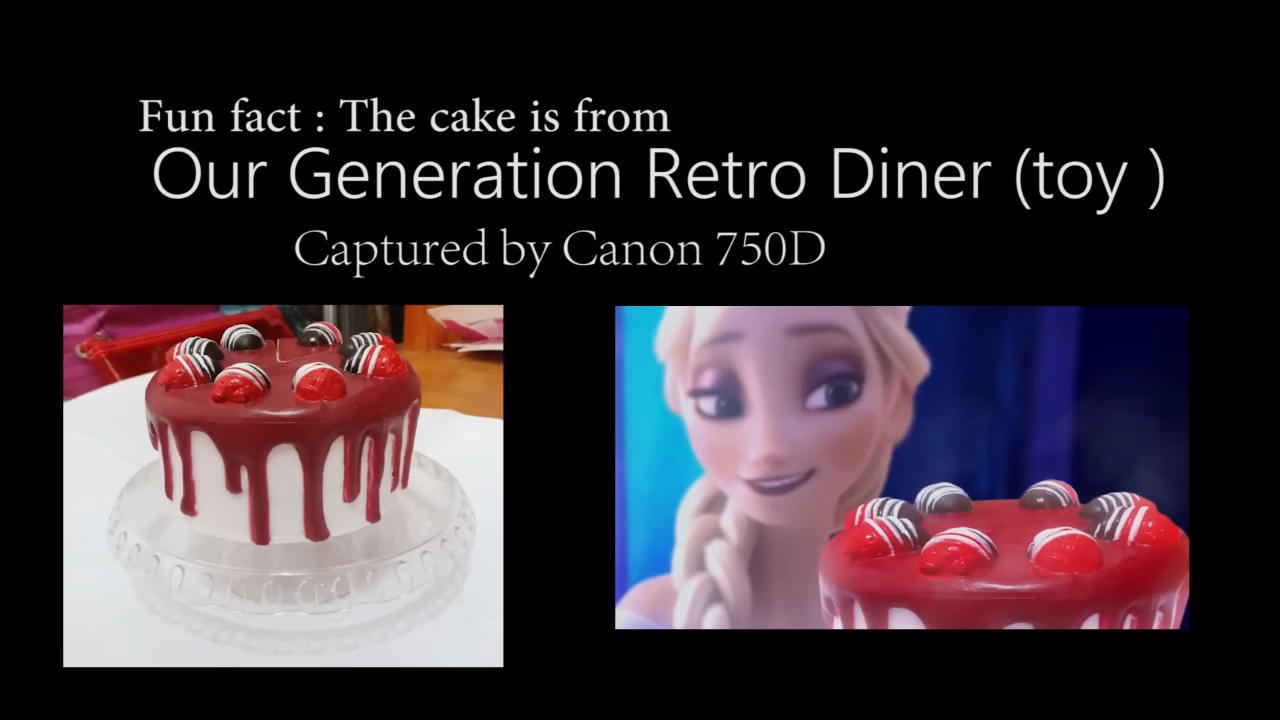 Fun fact : The cake is from
Our Generation Retro Diner (toy )
Captured by Canon 750D